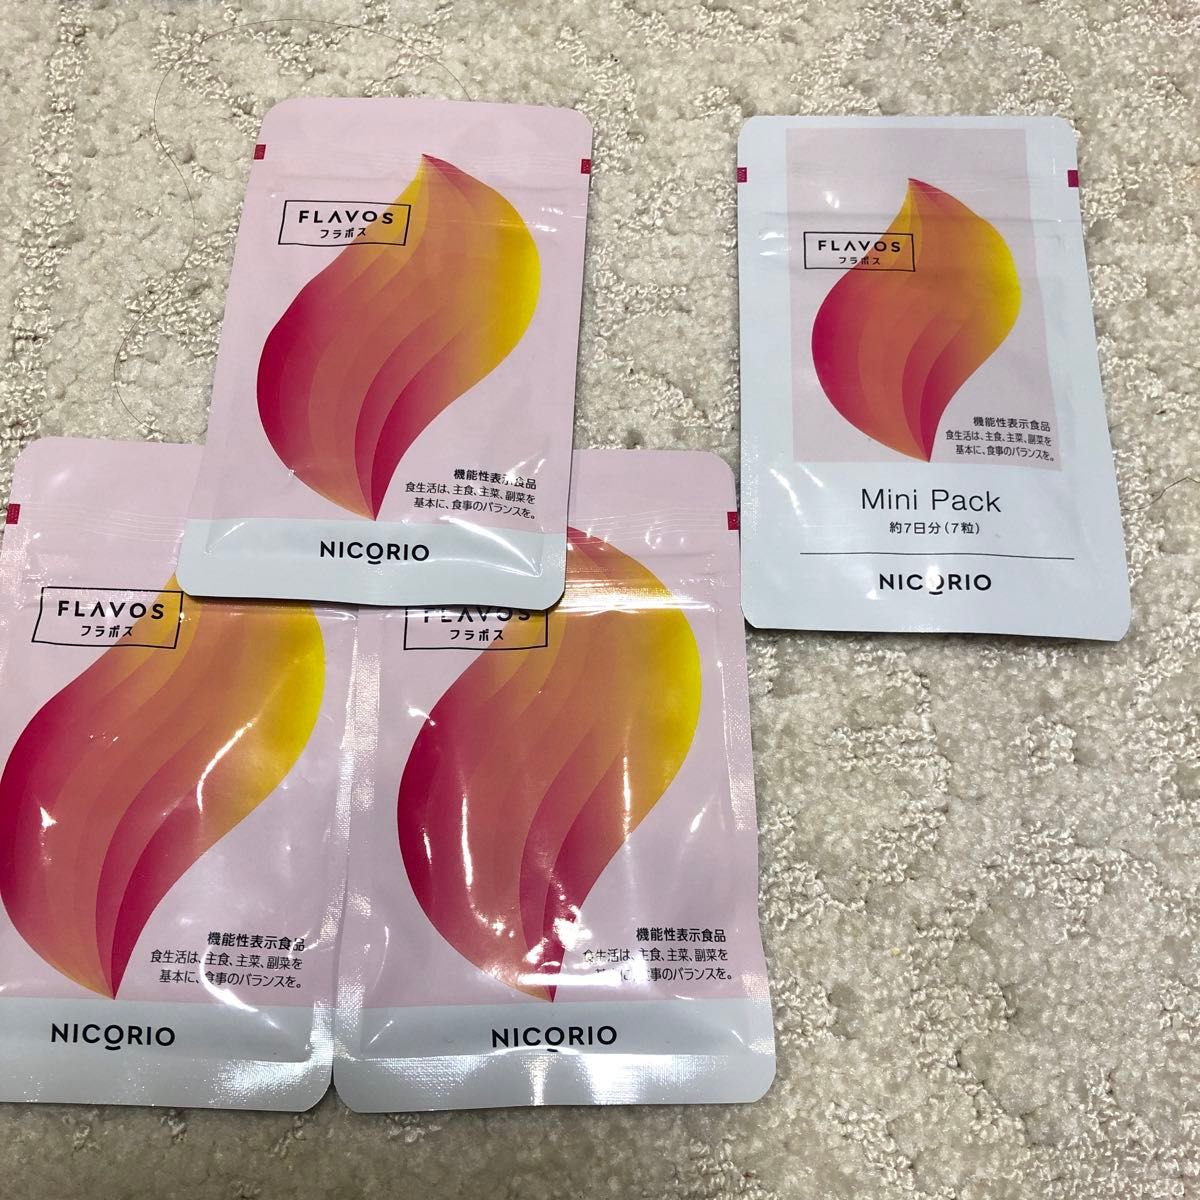 FLAVOS
フラボス
機能性表示食品
食生活は、主食、主菜、副菜を
基本に、食事のバランスを。
NICORIO
FLAVOS
フラボス
機能性表示食品
食生活は、主食、主菜、副菜を
基本に、食事のバランスを。
Mini Pack
約7日分(7粒)
NICORIO
FLAVOS
フラボス
機能性表示食品
食生活は、主食、主菜、副菜を
基本に、食事のバランスを。
NICORIO
FLAVOS
フラボス
機能性表示食品
食生活は、主食、主菜、副菜を
基本に、食事のバランスを。
NICORIO